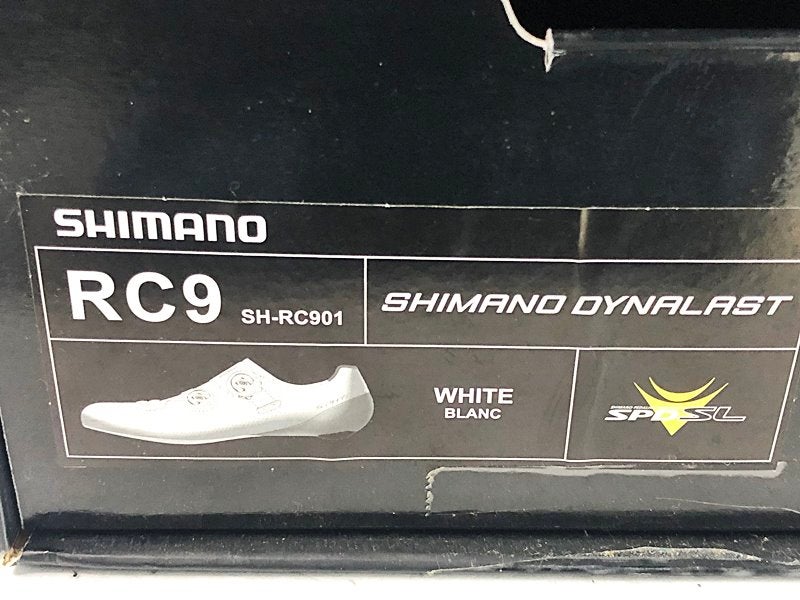 SHIMANO
RC9 SH-RC901
SHIMANO DYNALAST
WHITE
BLANC
SPD-SL